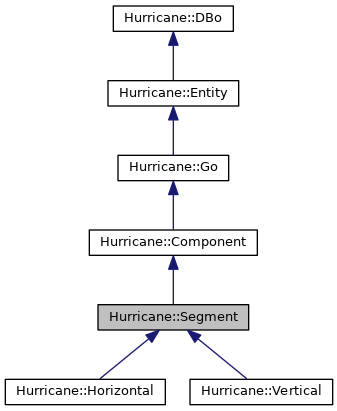 Hurricane::DBo
Hurricane::Entity
Hurricane::Go
Hurricane::Component
Hurricane::Segment
Hurricane::Horizontal
Hurricane::Vertical